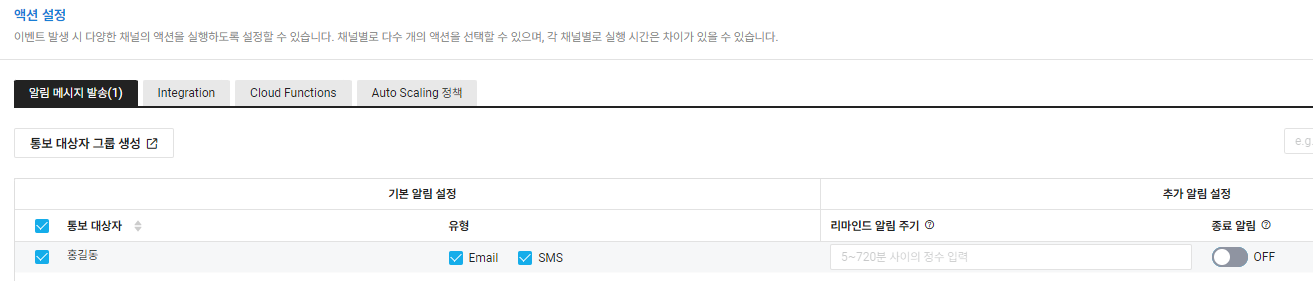 액션 설정
이벤트 발생 시 다양한 채널의 액션을 실행하도록 설정할 수 있습니다. 채널별로 다수 개의 액션을 선택할 수 있으며, 각 채널별로 실행 시간은 차이가 있을 수 있습니다.
알림 메시지 발송(1) Integration Cloud Functions Auto Scaling 정책
통보 대상자 그룹 생성 e.g.
기본 알림 설정 추가 알림 설정
통보 대상자 유형 리마인드 알림 주기 종료 알림
홍길동 Email SMS 5~720분 사이의 정수 입력 OFF